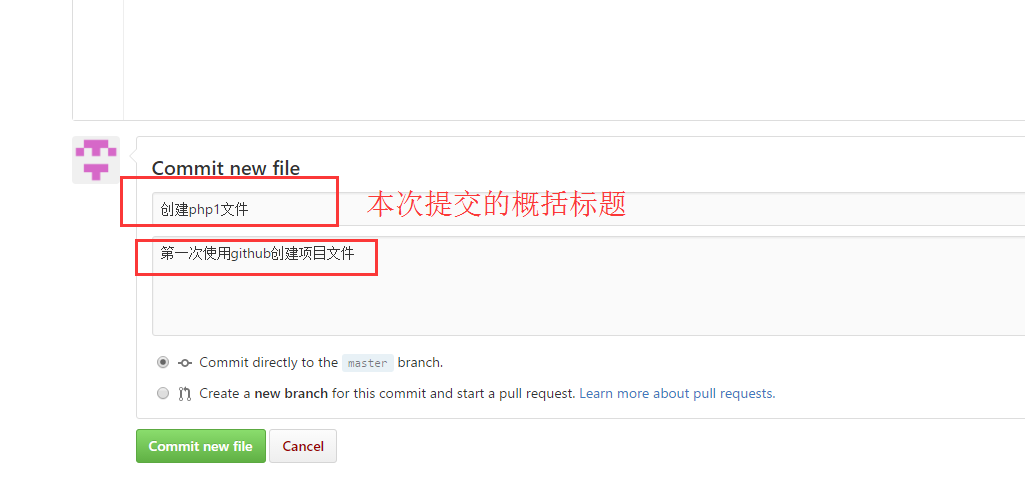 Commit new file
创建php1文件
本次提交的概括标题
第一次使用github创建项目文件
Commit directly to the master branch.
Create a new branch for this commit and start a pull request. Learn more about pull requests.
Commit new file
Cancel